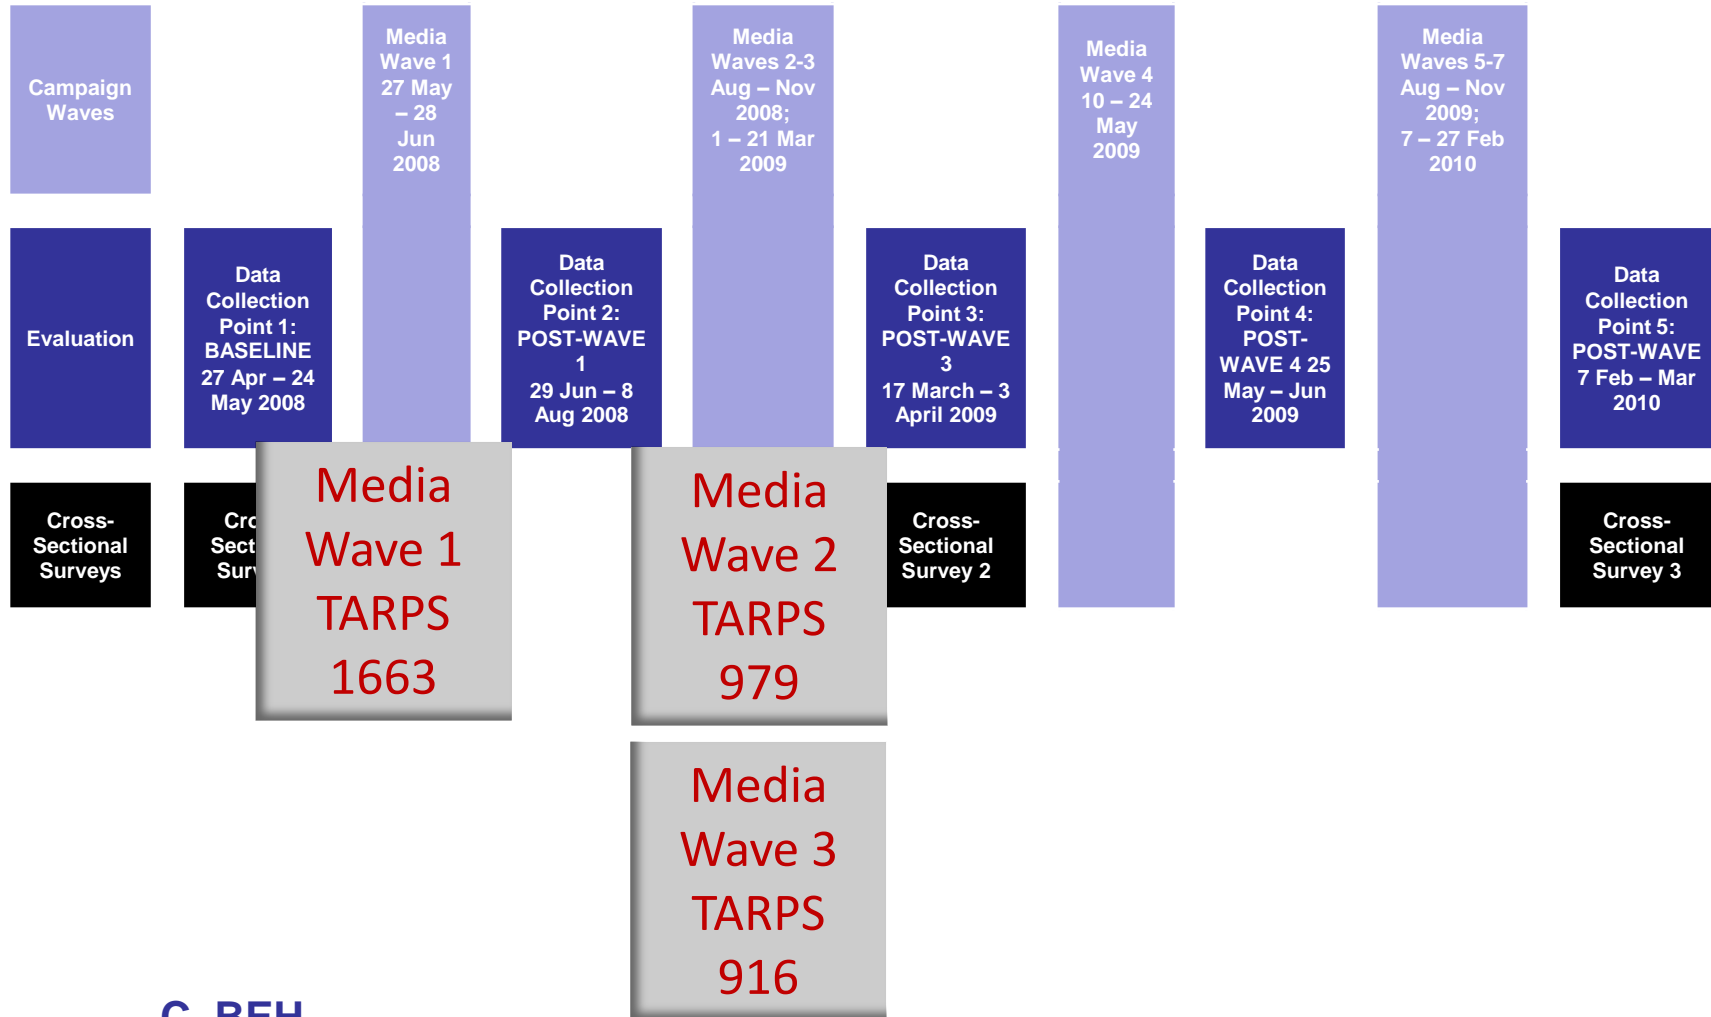 Campaign
Waves
Media
Wave 1
27 May
– 28
Jun
2008
Media
Waves 2-3
Aug – Nov
2008;
1 – 21 Mar
2009
Media
Wave 4
10 – 24
May
2009
Media
Waves 5-7
Aug – Nov
2009;
7 – 27 Feb
2010
Evaluation
Data
Collection
Point 1:
BASELINE
27 Apr – 24
May 2008
Data
Collection
Point 2:
POST-WAVE
1
29 Jun – 8
Aug 2008
Data
Collection
Point 3:
POST-WAVE
3
17 March – 3
April 2009
Data
Collection
Point 4:
POST-
WAVE 4 25
May – Jun
2009
Data
Collection
Point 5:
POST-WAVE
7 Feb – Mar
2010
Cross-
Sectional
Surveys
Cro
Sect
Sur
Media
Wave 1
TARPS
1663
Media
Wave 2
TARPS
979
Cross-
Sectional
Survey 2
Cross-
Sectional
Survey 3
Media
Wave 3
TARPS
916